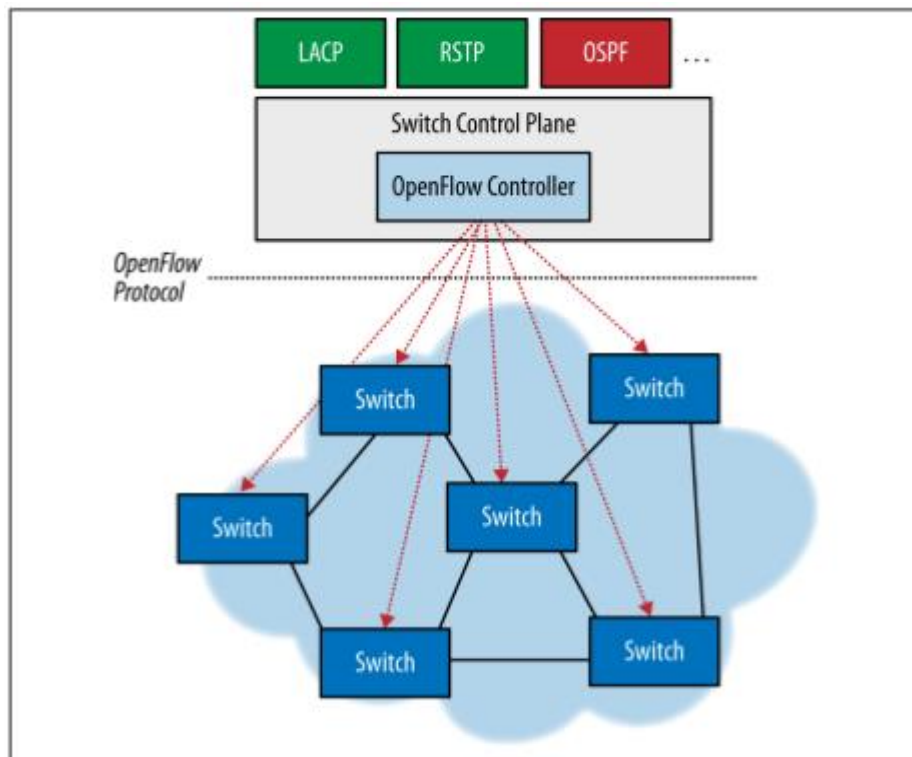 LACP
RSTP
OSPF
...
Switch Control Plane
OpenFlow Controller
OpenFlow
Protocol
Switch
Switch
Switch
Switch
Switch
Switch